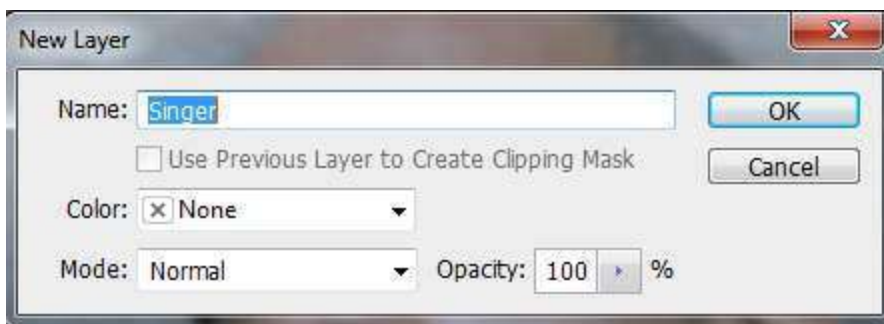 New Layer
Name: Singer OK
Use Previous Layer to Create Clipping Mask Cancel
Color: None
Mode: Normal Opacity: 100 %